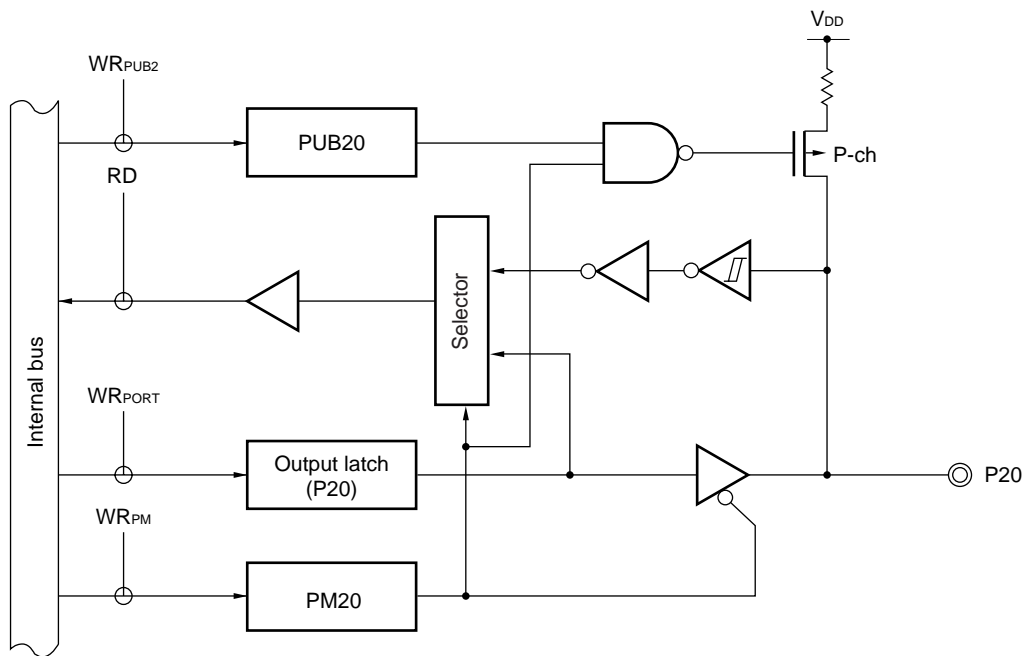 VDD
WRPUB2
PUB20
P-ch
RD
Selector
Internal bus
WRPORT
Output latch
(P20)
P20
WRPM
PM20